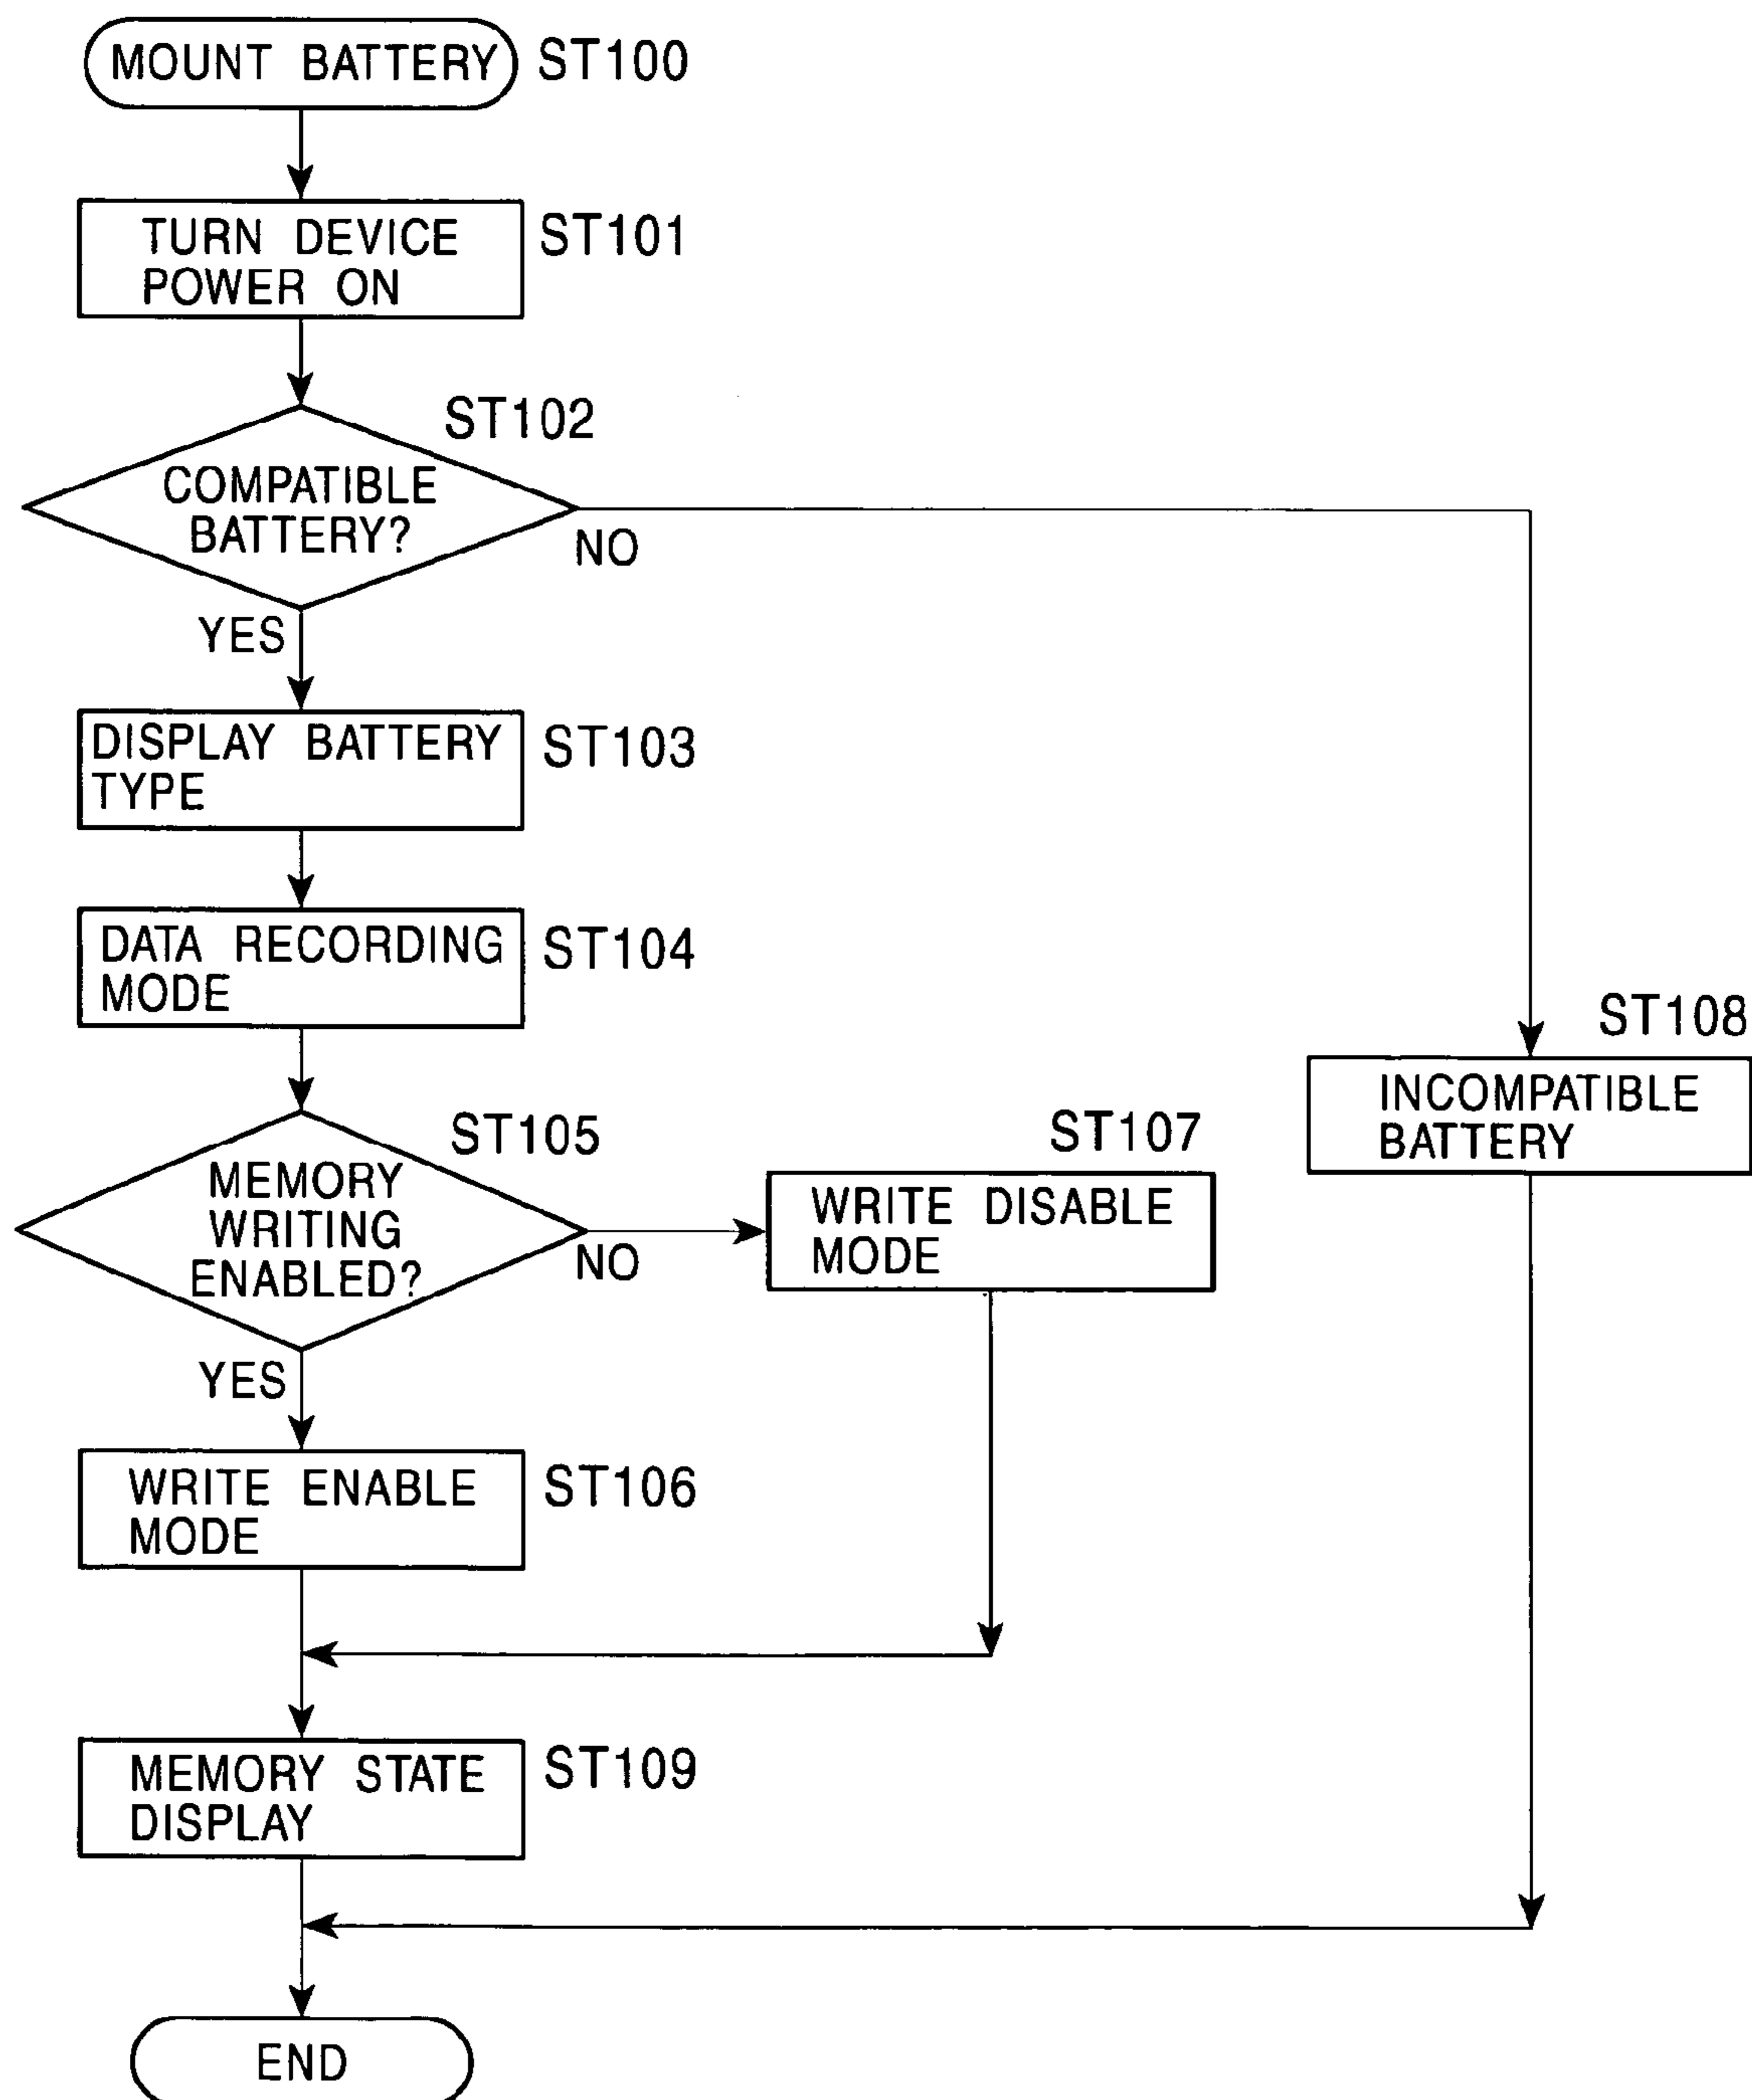 MOUNT BATTERY ST100
TURN DEVICE ST101
POWER ON
ST102
COMPATIBLE
BATTERY?
NO
YES
DISPLAY BATTERY ST103
TYPE
DATA RECORDING ST104
MODE
ST108
INCOMPATIBLE
BATTERY
ST105
ST107
MEMORY
WRITING
ENABLED?
NO
WRITE DISABLE
MODE
YES
WRITE ENABLE ST106
MODE
MEMORY STATE ST109
DISPLAY
END